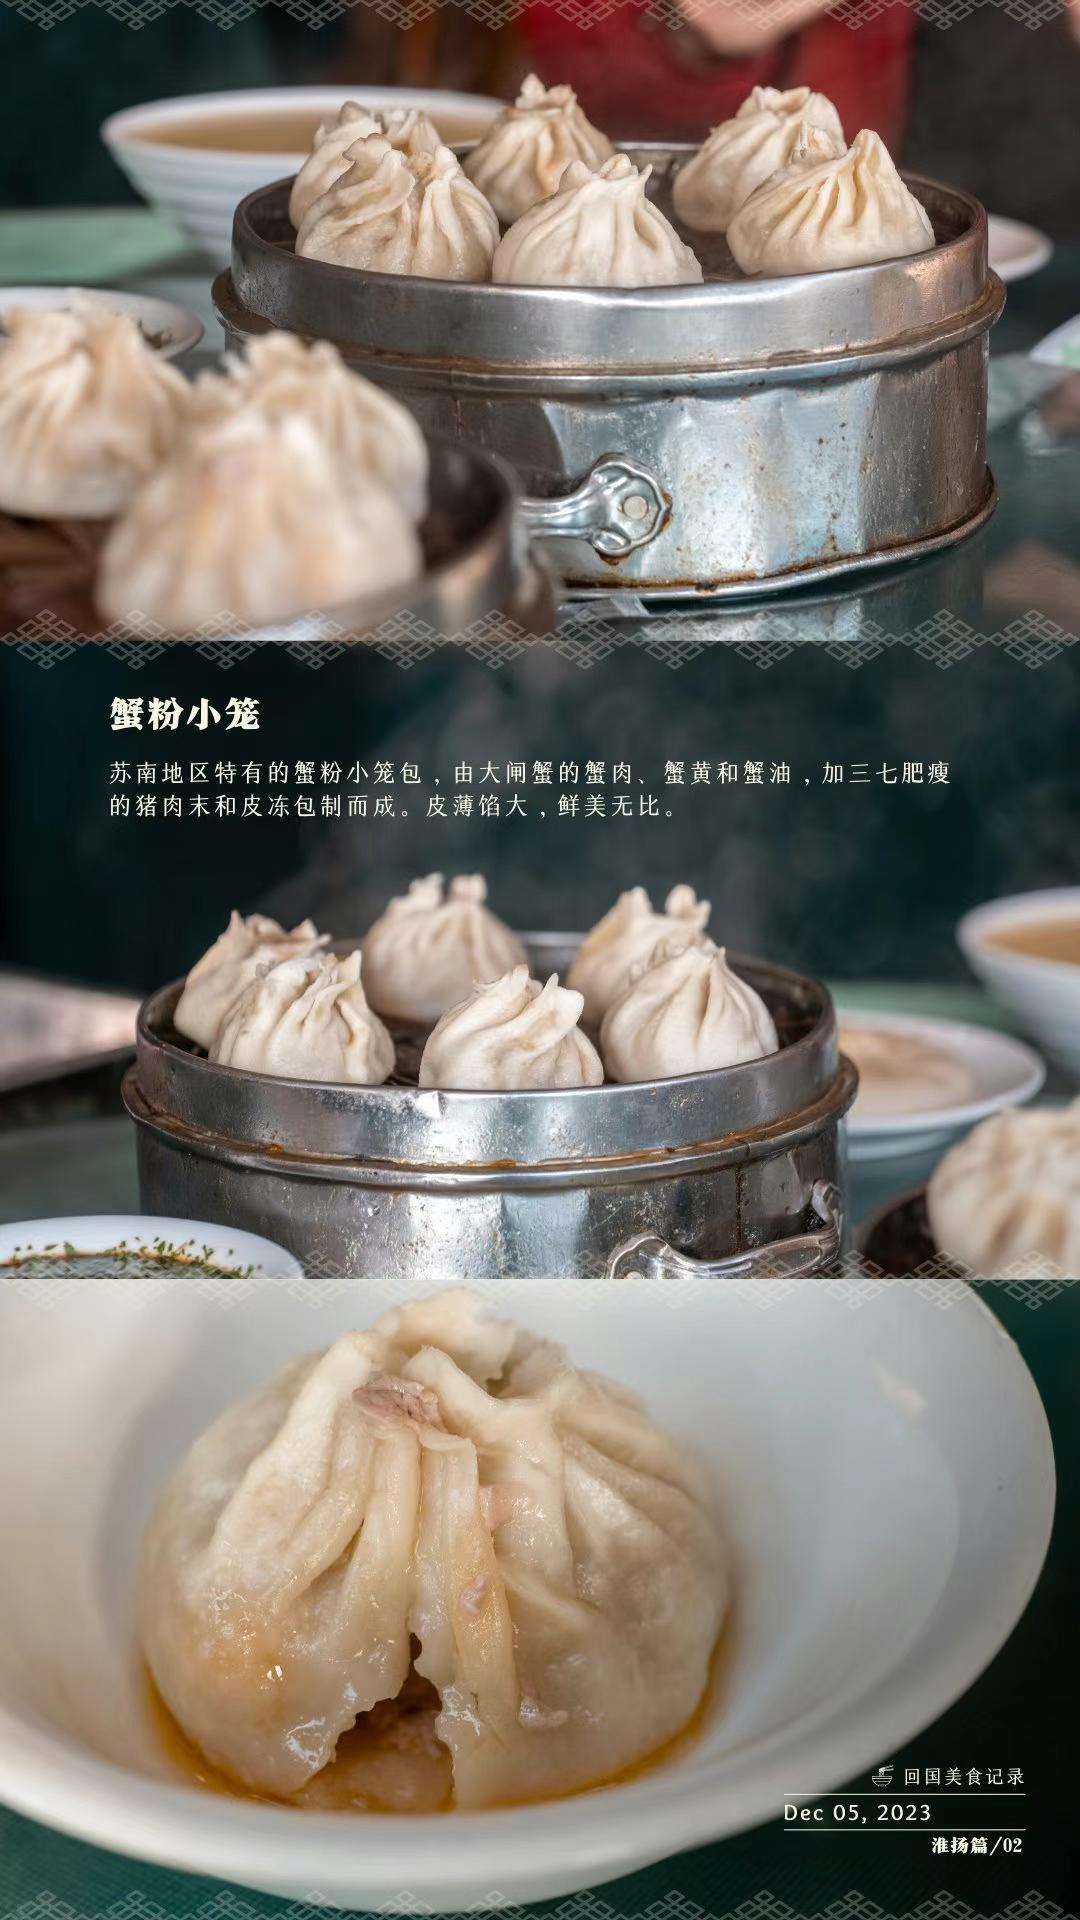 蟹粉小笼
苏南地区特有的蟹粉小笼包，由大闸蟹的蟹肉、蟹黄和蟹油，加三七肥瘦
的猪肉末和皮冻包制而成。皮薄馅大，鲜美无比。
回国美食记录
Dec 05, 2023
淮扬篇/02